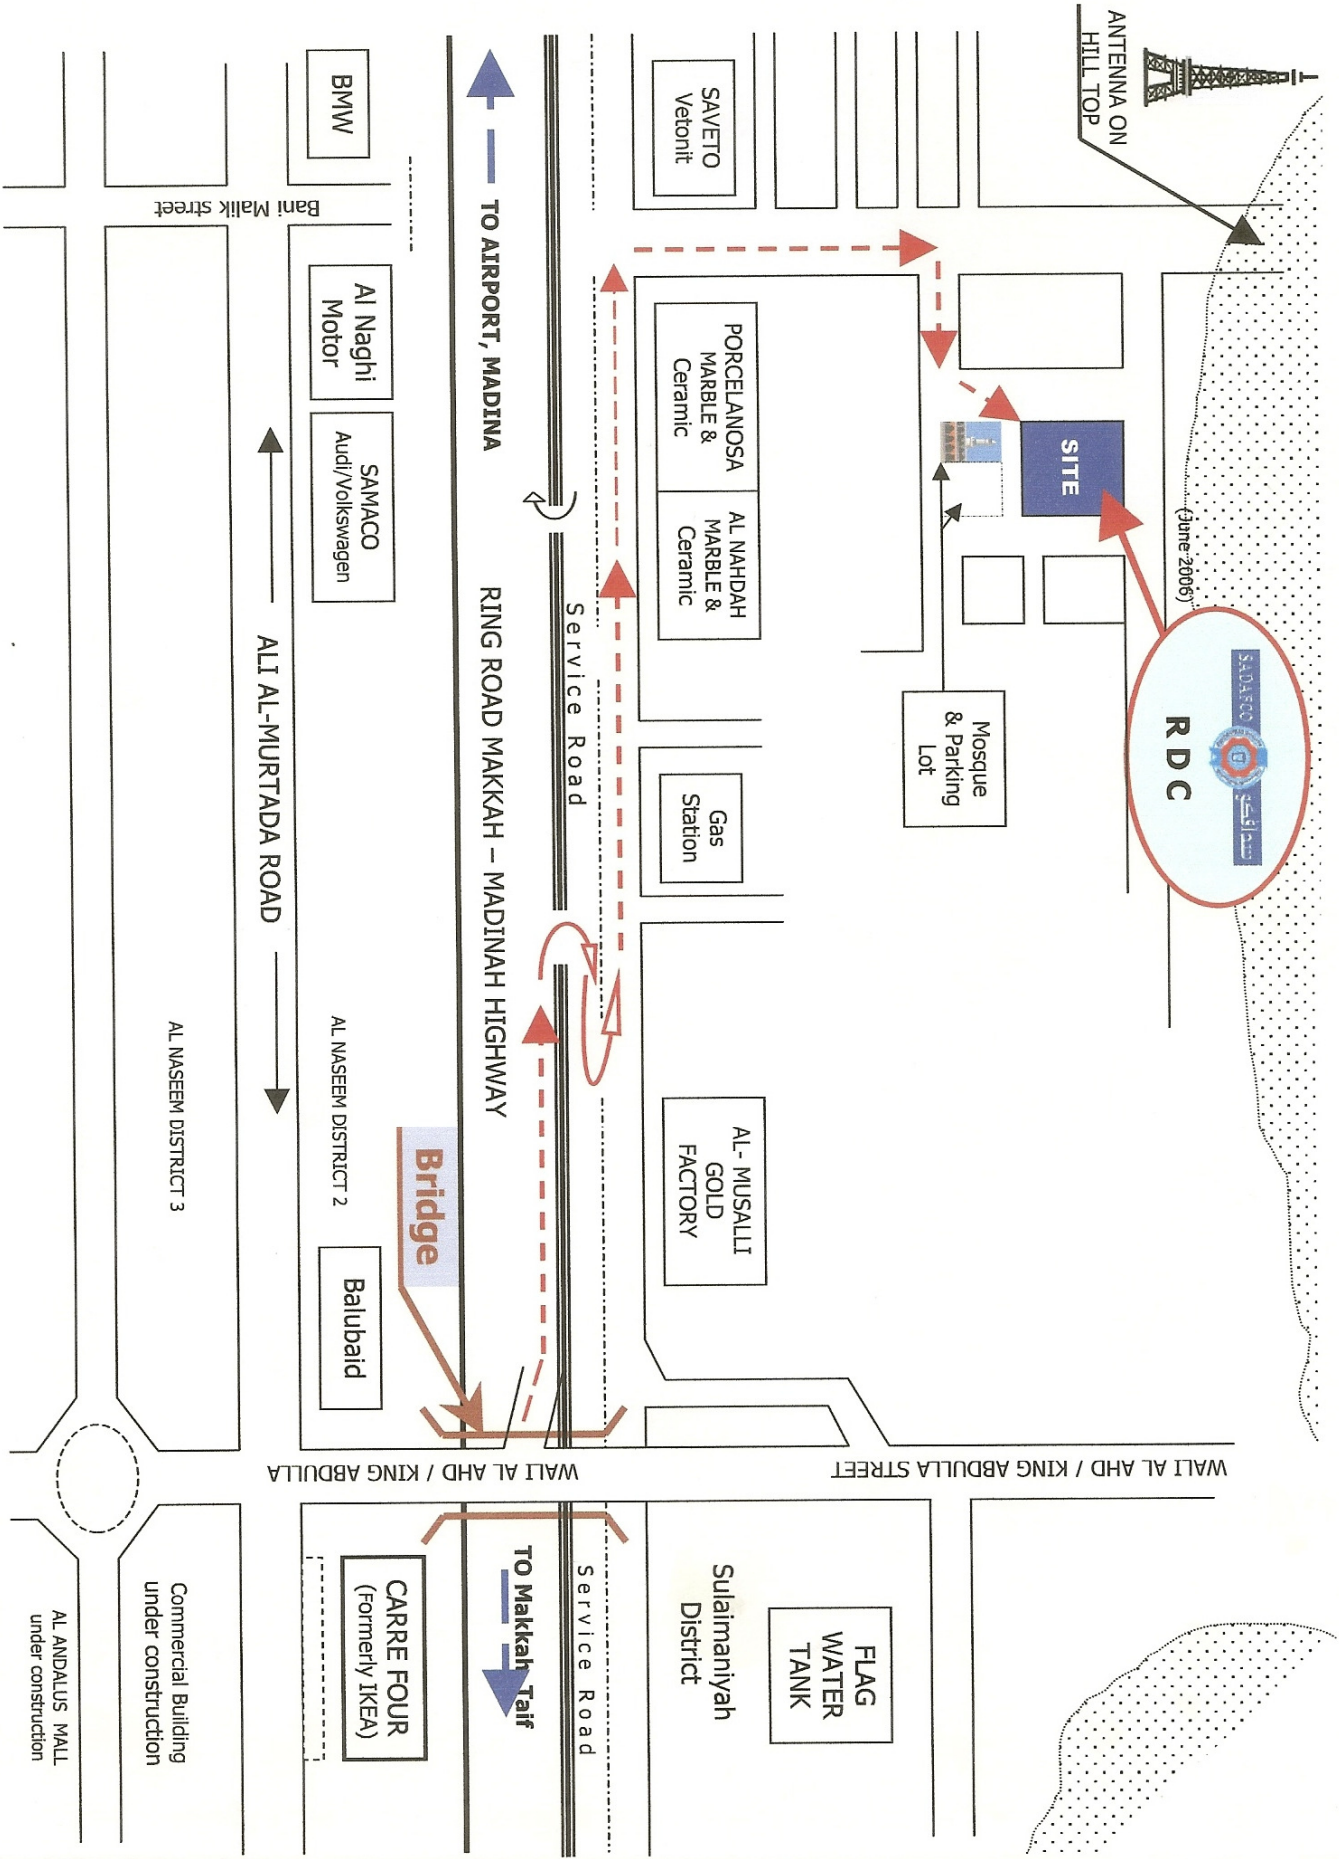 ANTENNA ON
HILL TOP
(June 2006)
SADAFCO
سدافكو
RDC
SITE
Mosque
& Parking
Lot
SAVETO
Vetonit
PORCELANOSA
MARBLE &
Ceramic
AL NAHDAH
MARBLE &
Ceramic
Gas
Station
AL- MUSALLI
GOLD
FACTORY
WALI AL AHD / KING ABDULLA STREET
FLAG
WATER
TANK
Sulaimaniyah
District
Service Road
Service Road
TO AIRPORT, MADINA
RING ROAD MAKKAH – MADINAH HIGHWAY
TO Makkah Taif
WALI AL AHD / KING ABDULLA
Bridge
BMW
Bani Malik street
Al Naghi
Motor
SAMACO
Audi/Volkswagen
Balubaid
CARRE FOUR
(Formerly IKEA)
AL NASEEM DISTRICT 2
ALI AL-MURTADA ROAD
AL NASEEM DISTRICT 3
Commercial Building
under construction
AL ANDALUS MALL
under construction